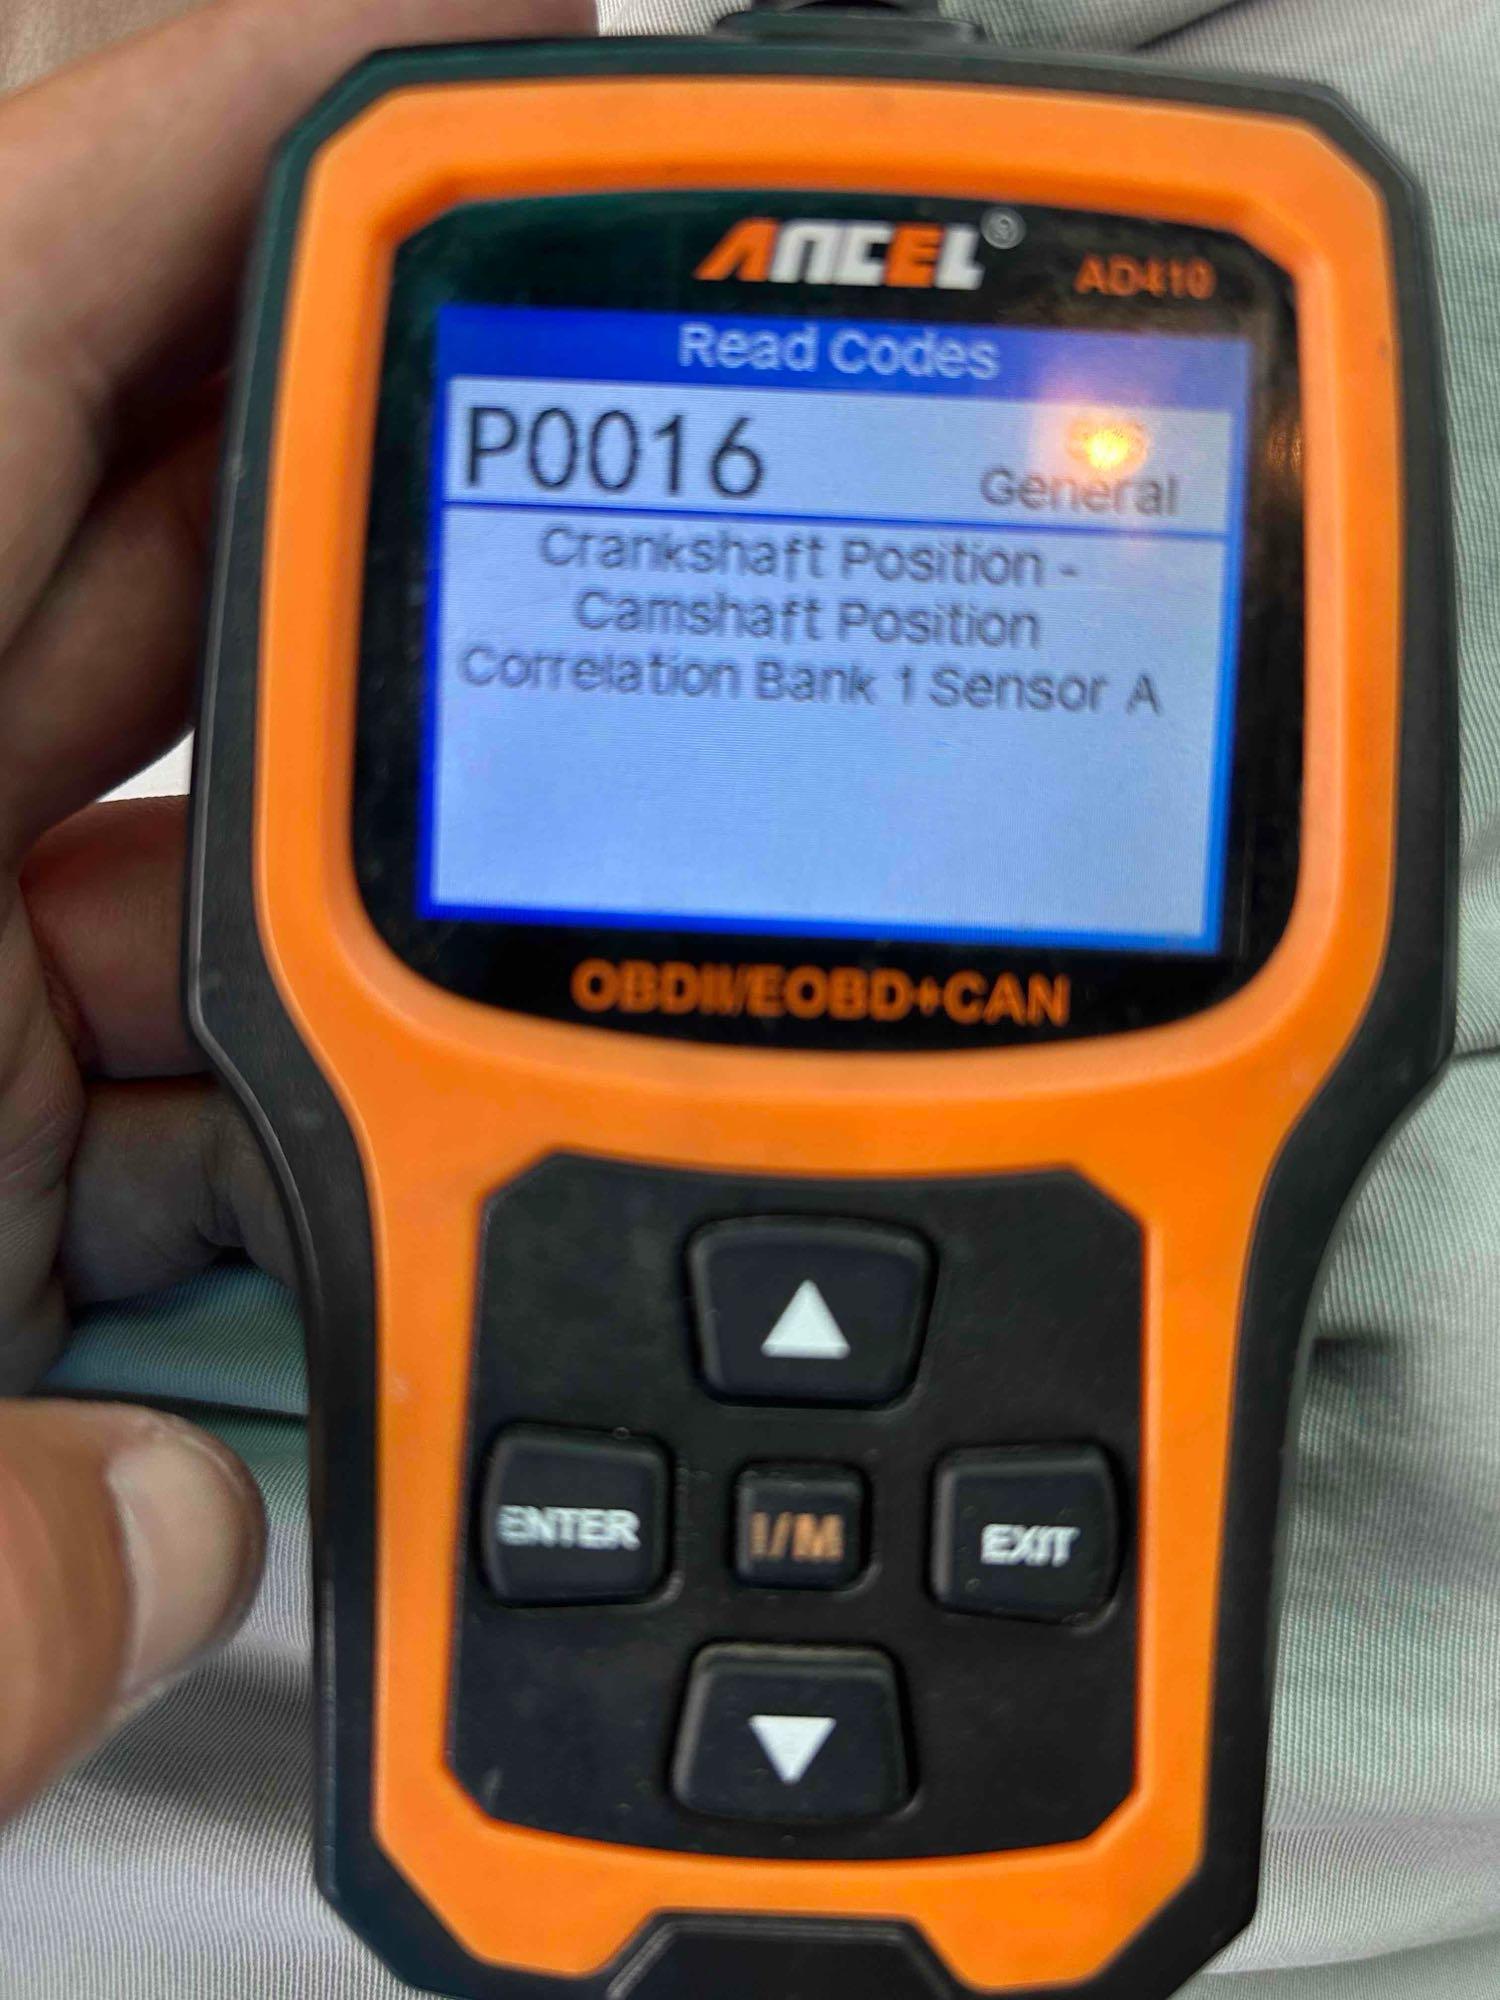 ANCEL®
AD410
Read Codes
P0016
General
Crankshaft Position -
Camshaft Position
Correlation Bank 1 Sensor A
OBDII/EOBD+CAN
ENTER
I/M
EXIT